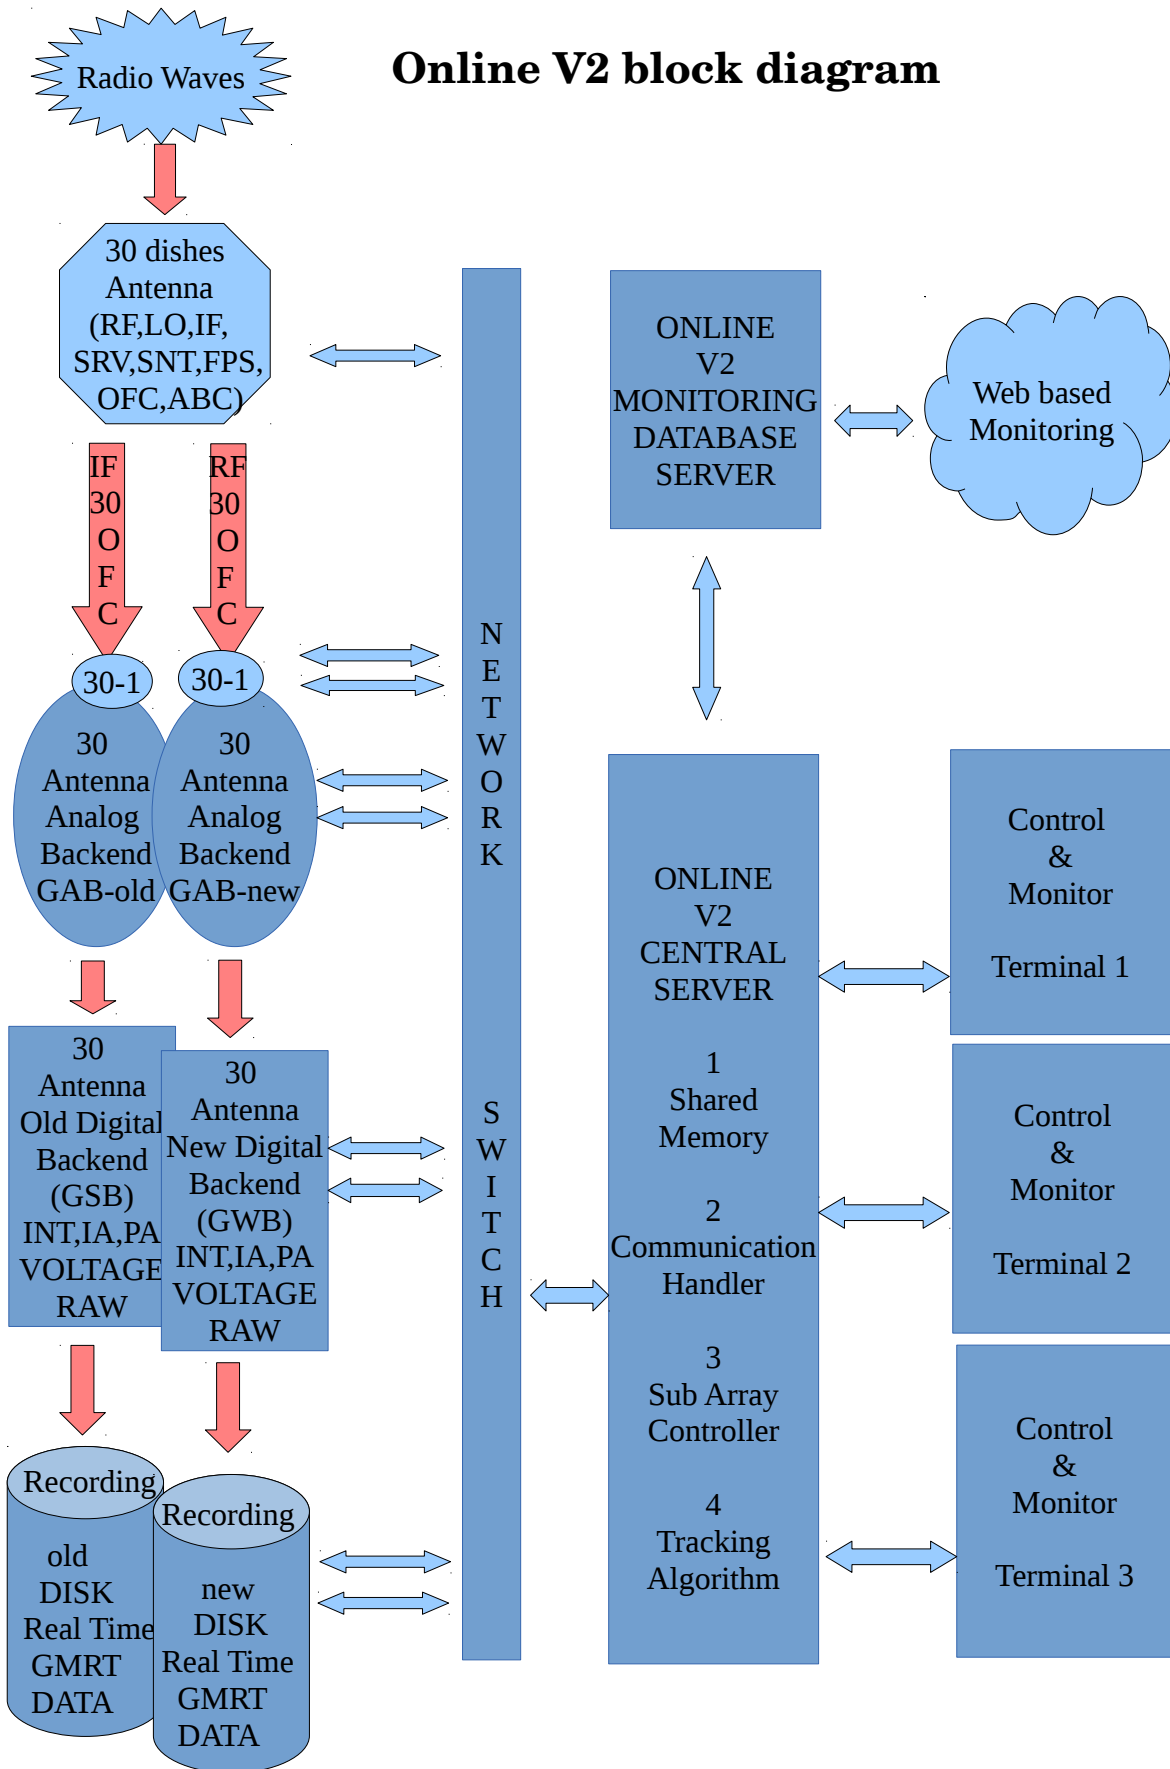 Online V2 block diagram
Radio Waves
30 dishes
Antenna
(RF,LO,IF,
SRV,SNT,FPS,
OFC,ABC)
IF
30
O
F
C
RF
30
O
F
C
30-1
30-1
30
Antenna
Analog
Backend
GAB-old
30
Antenna
Analog
Backend
GAB-new
30
Antenna
Old Digital
Backend
(GSB)
INT,IA,PA
VOLTAGE
RAW
30
Antenna
New Digital
Backend
(GWB)
INT,IA,PA
VOLTAGE
RAW
Recording
old
DISK
Real Time
GMRT
DATA
Recording
new
DISK
Real Time
GMRT
DATA
N
E
T
W
O
R
K
S
W
I
T
C
H
ONLINE
V2
MONITORING
DATABASE
SERVER
Web based
Monitoring
ONLINE
V2
CENTRAL
SERVER
1
Shared
Memory
2
Communication
Handler
3
Sub Array
Controller
4
Tracking
Algorithm
Control
&
Monitor
Terminal 1
Control
&
Monitor
Terminal 2
Control
&
Monitor
Terminal 3